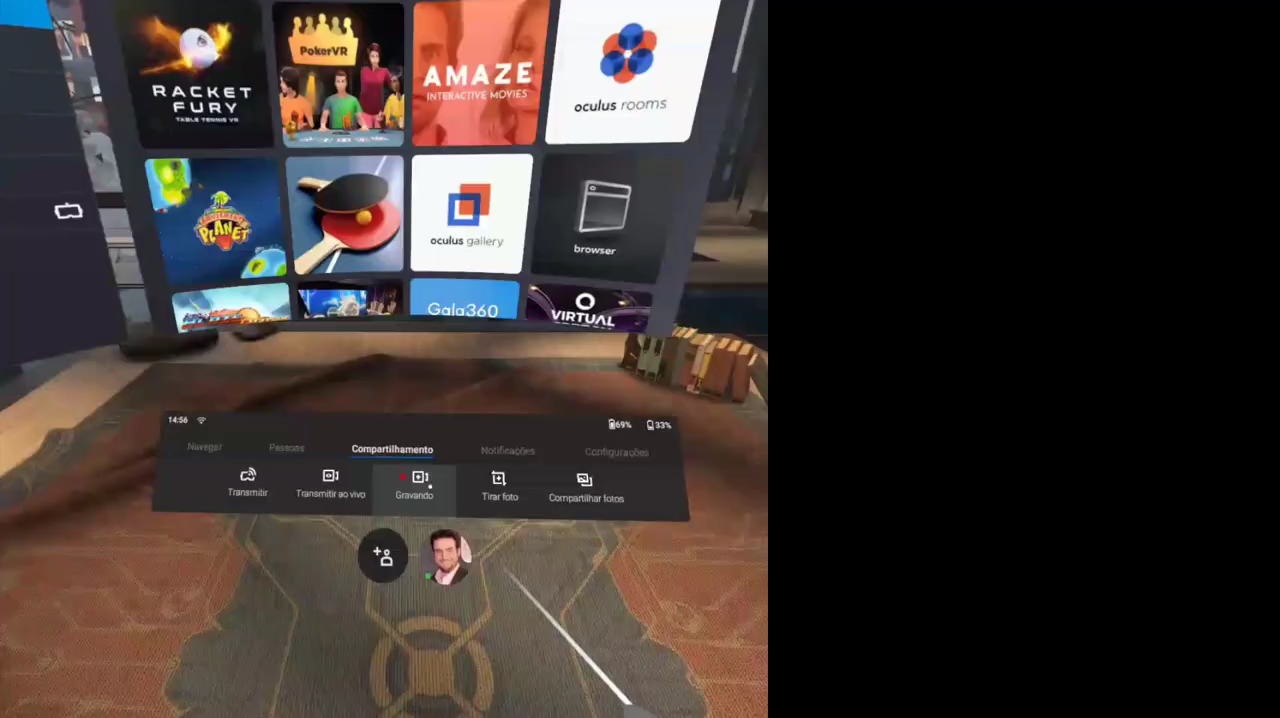 RACKET
FURY
TABLE TENNIS VR
PokerVR
AMAZE
INTERACTIVE MOVIES
oculus rooms
PLANET
oculus gallery
browser
Gala360
VIRTUAL
14:56
69%
33%
Navegar
Pessoas
Compartilhamento
Notificações
Configurações
Transmitir
Transmitir ao vivo
Gravando
Tirar foto
Compartilhar fotos